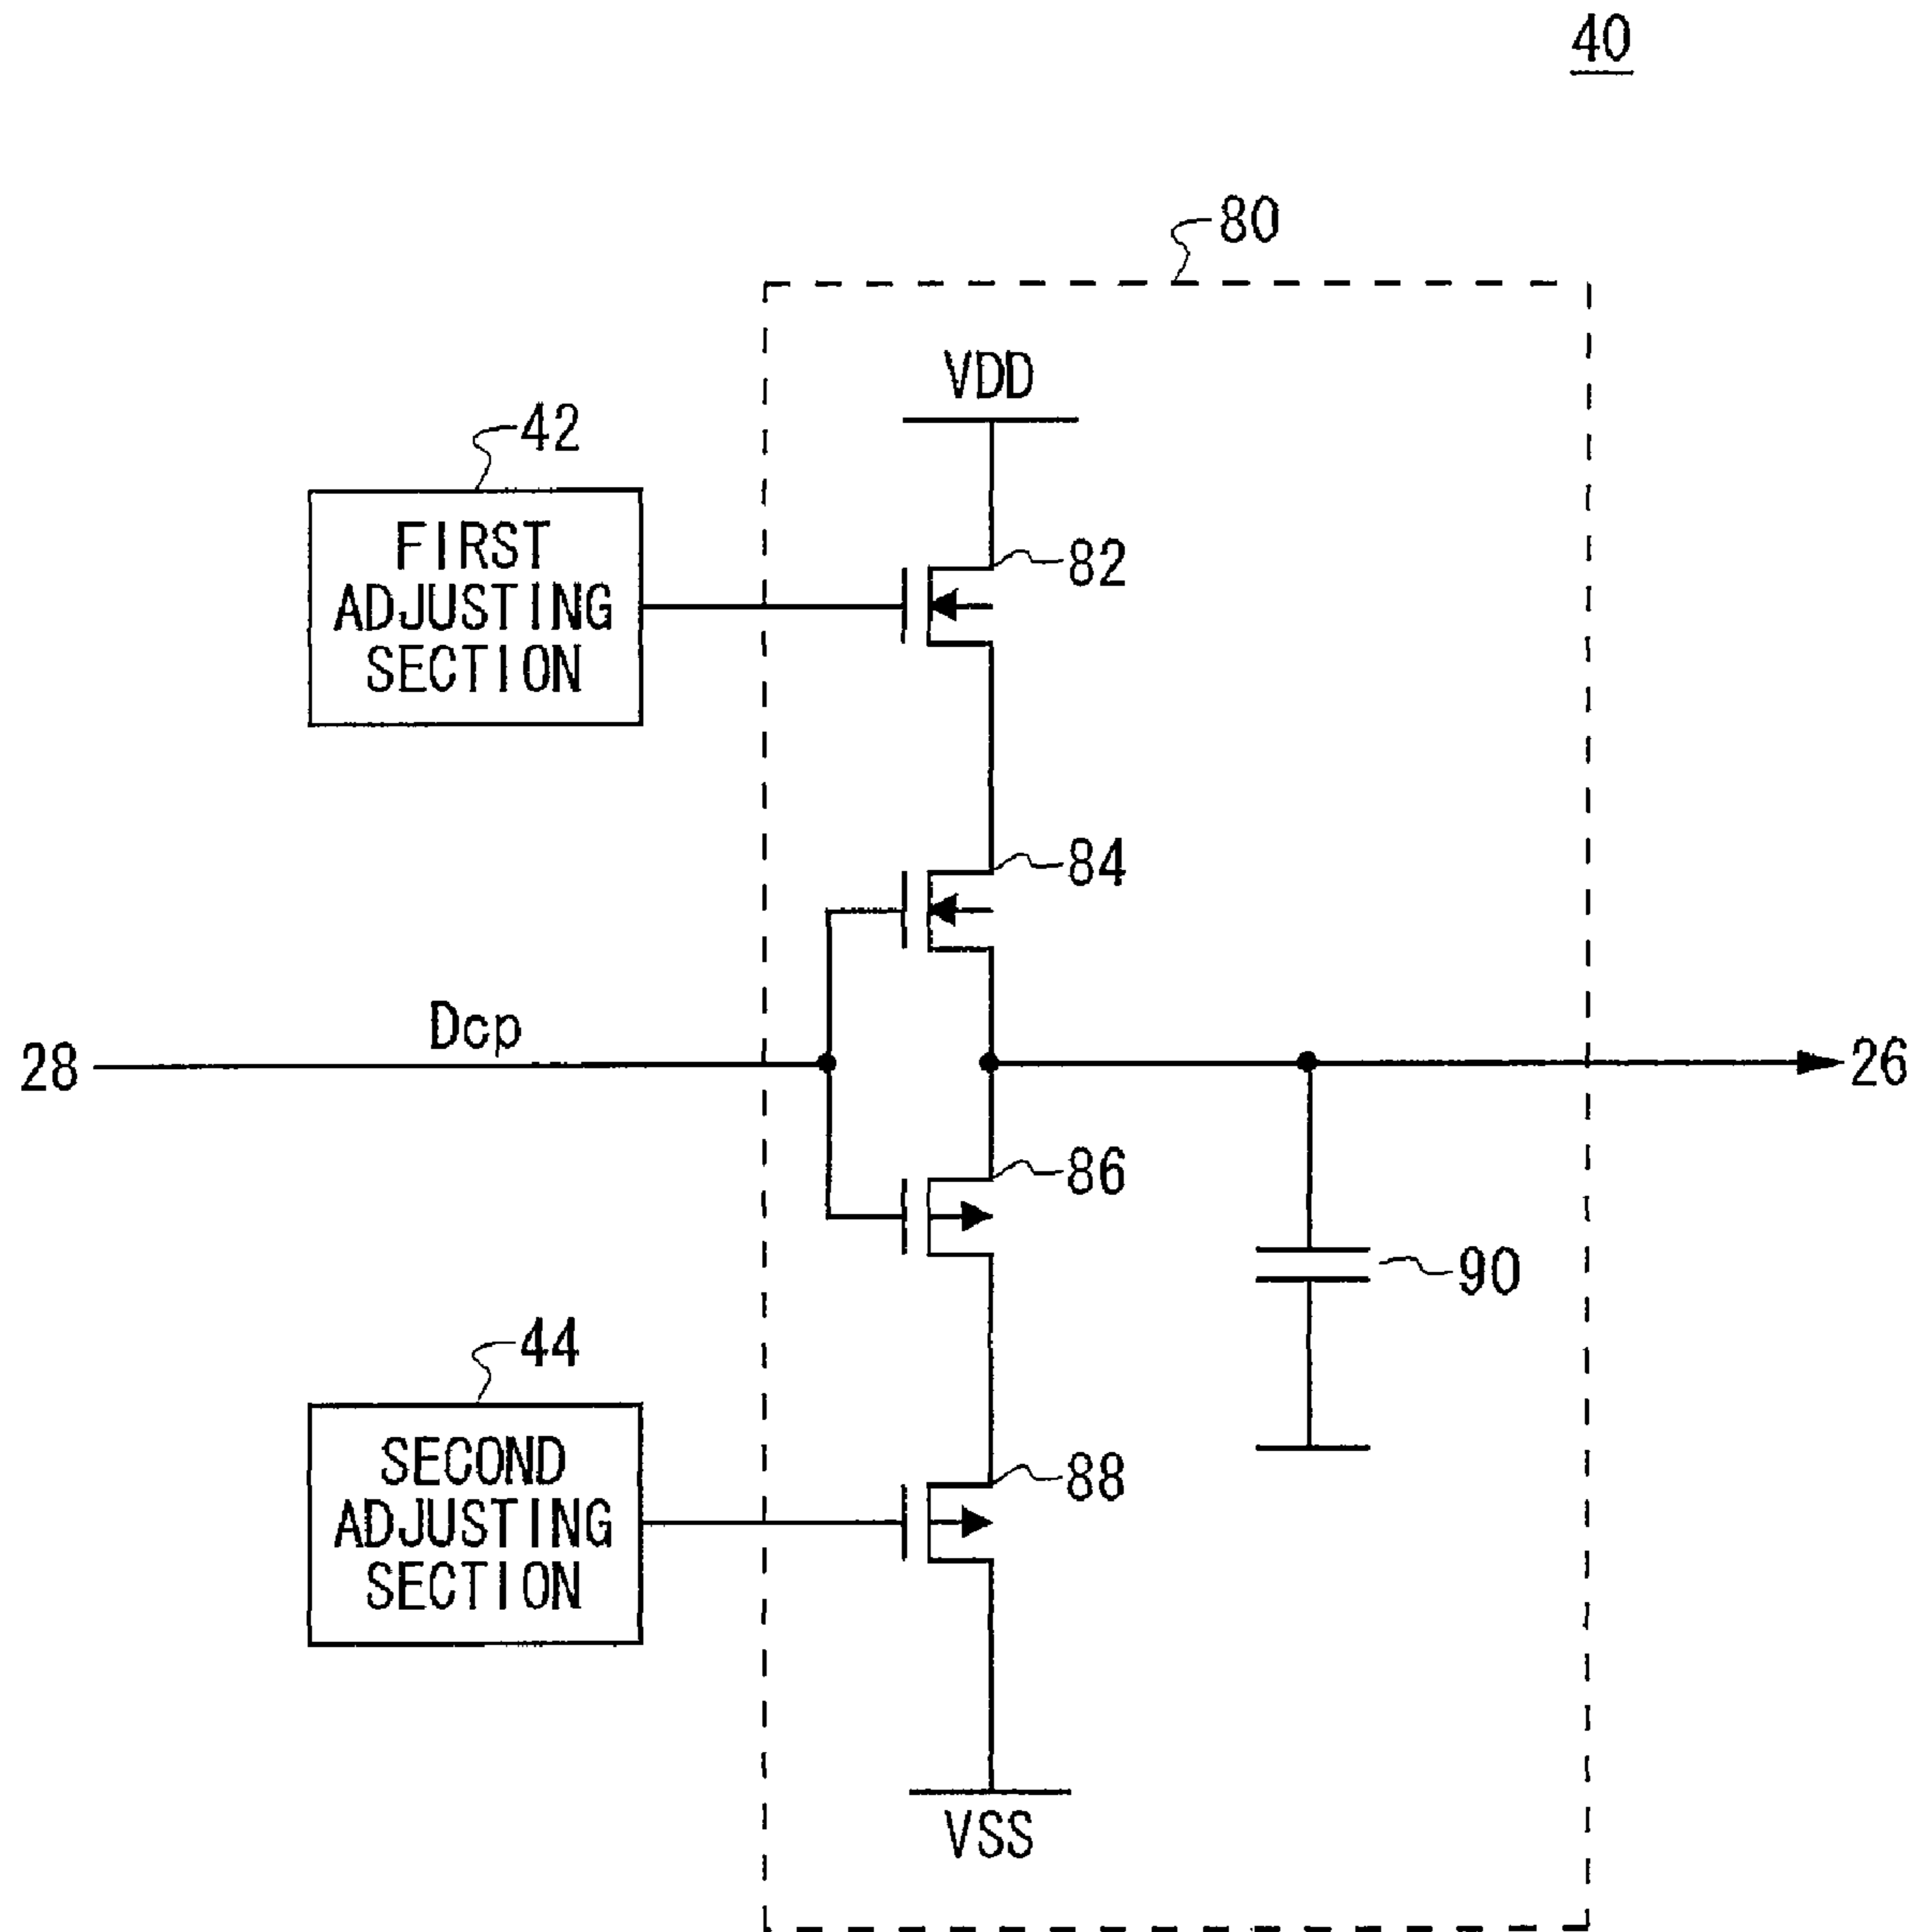 40
80
VDD
42
FIRST
ADJUSTING
SECTION
82
84
Dcp
28
26
86
90
44
SECOND
ADJUSTING
SECTION
88
VSS